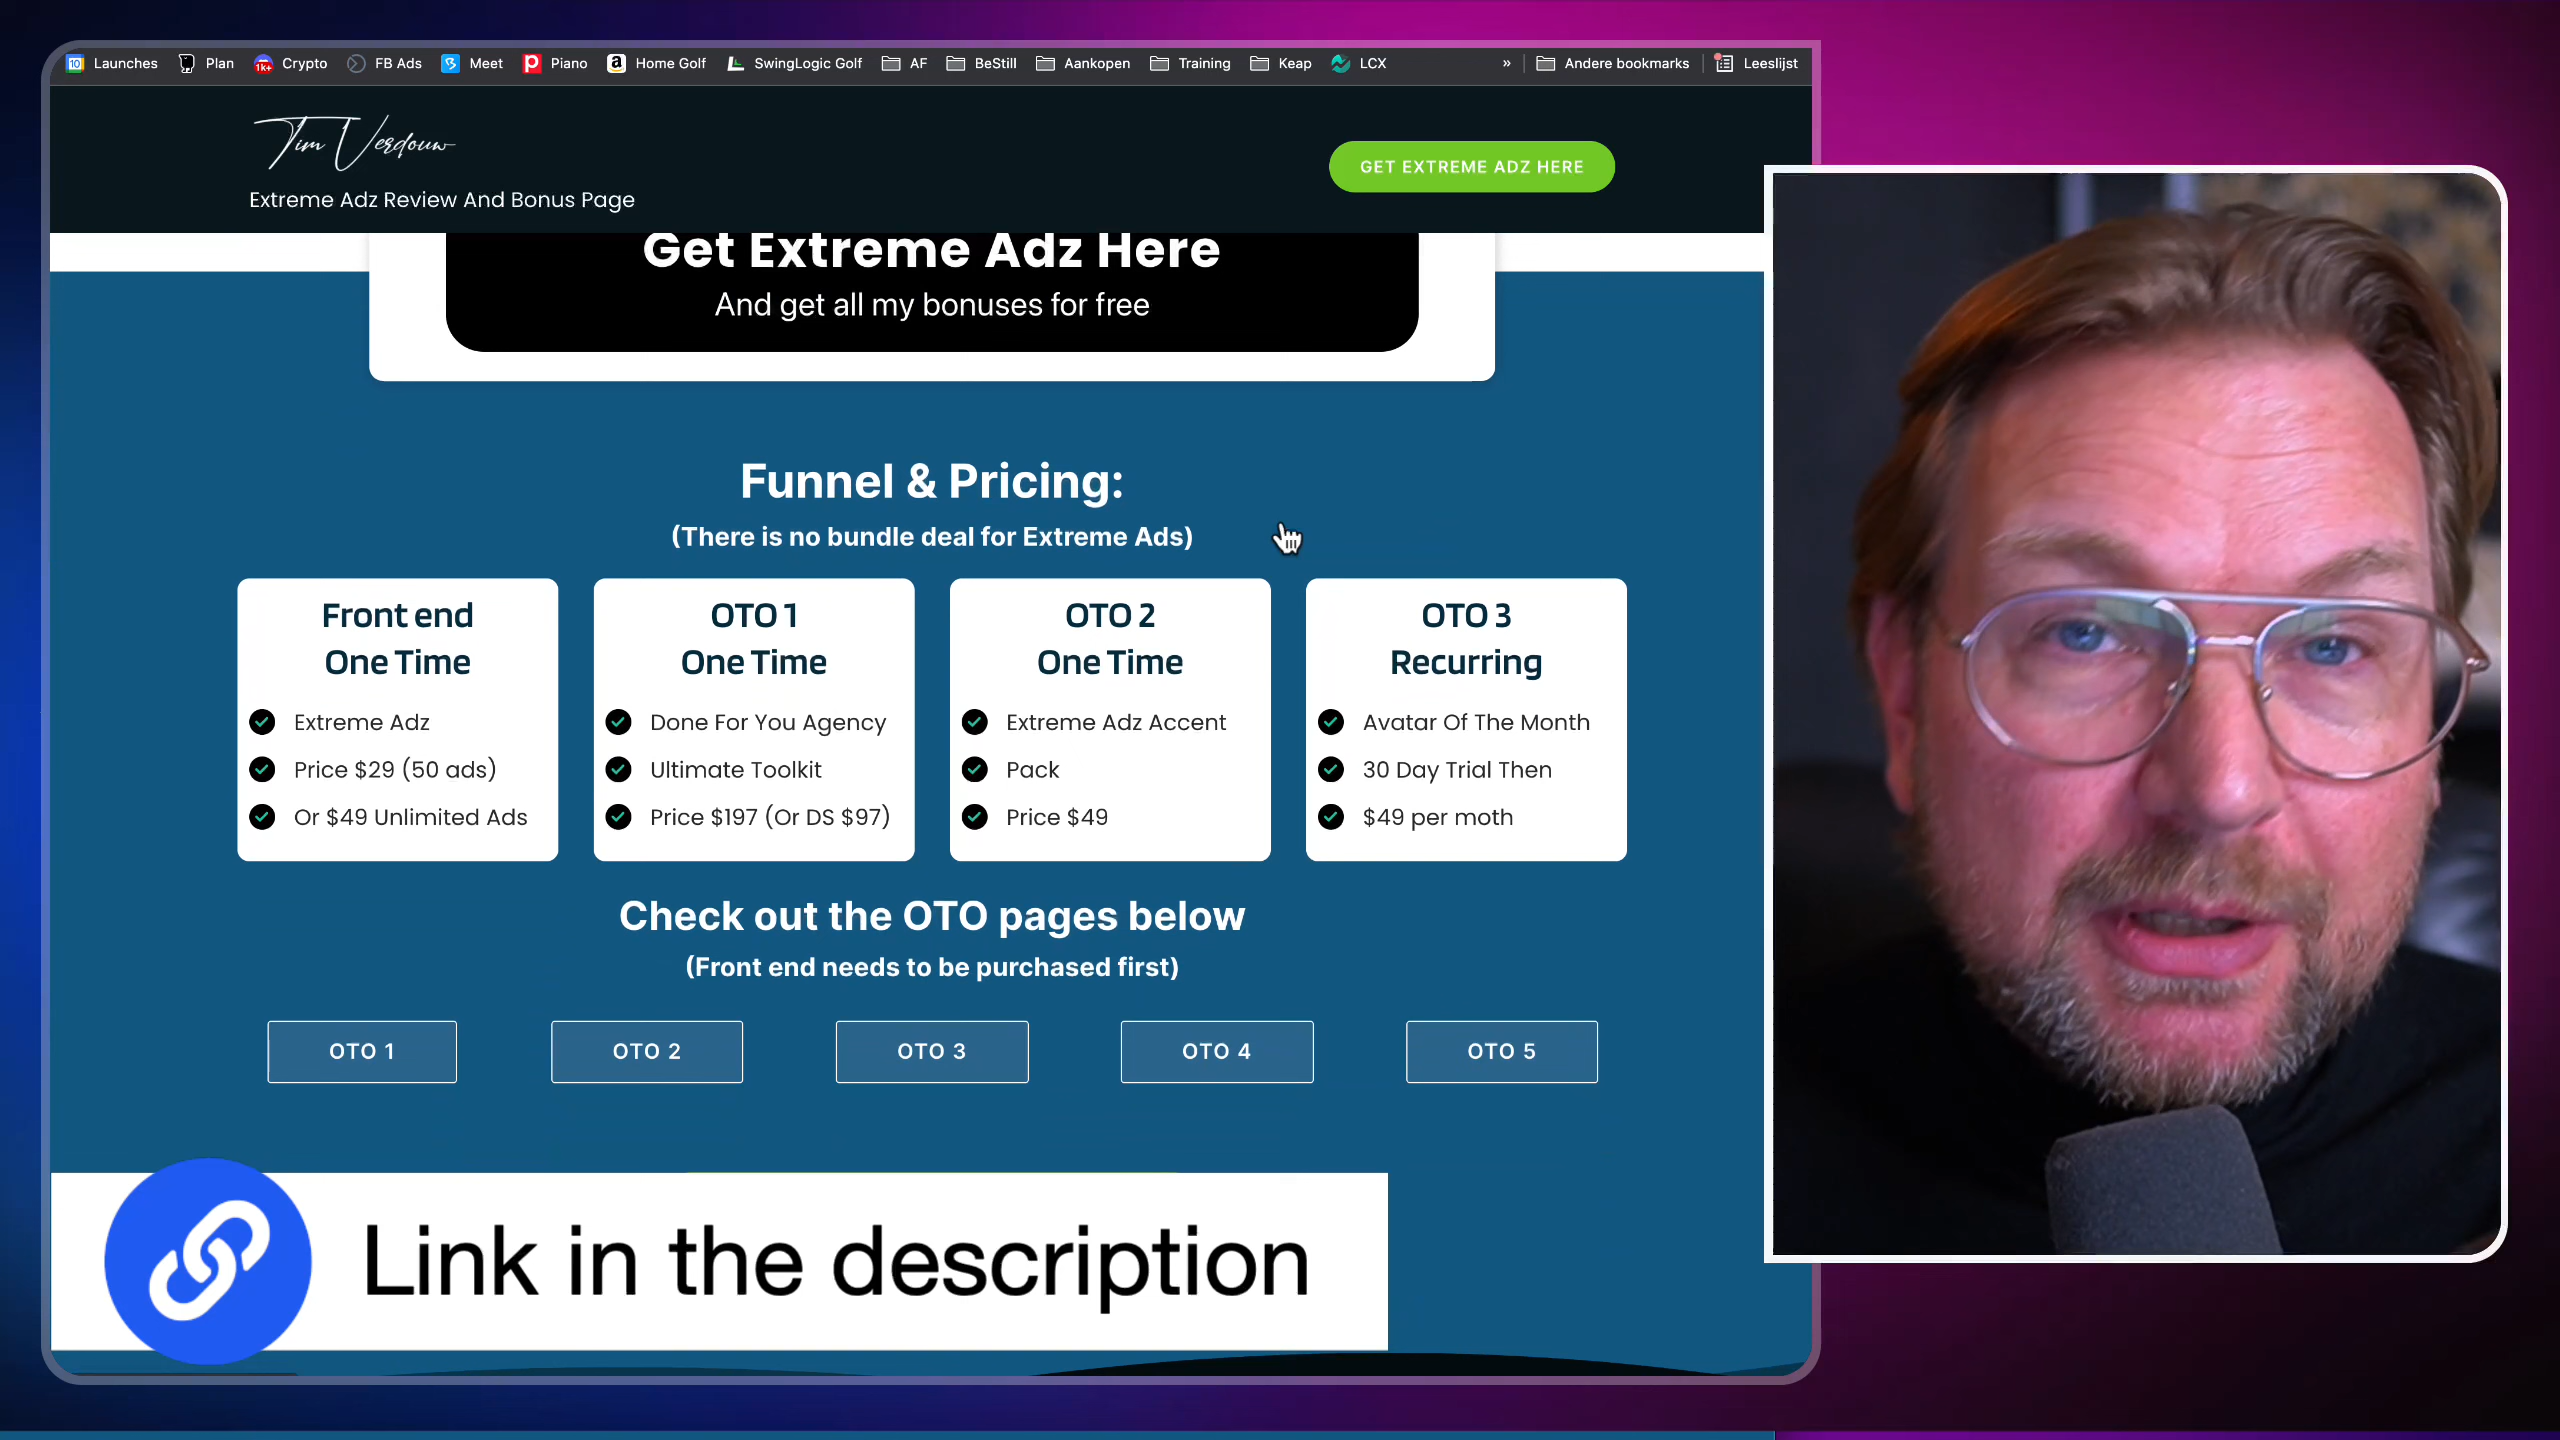 10 Launches Plan 1k+ Crypto FB Ads Meet Piano Home Golf SwingLogic Golf AF BeStill Aankopen Training Keap LCX » Andere bookmarks Leeslijst
Tim Verdouw
GET EXTREME ADZ HERE
Extreme Adz Review And Bonus Page
Get Extreme Adz Here
And get all my bonuses for free
Funnel & Pricing:
(There is no bundle deal for Extreme Ads)
Front end
One Time
Extreme Adz
Price $29 (50 ads)
Or $49 Unlimited Ads
OTO 1
One Time
Done For You Agency
Ultimate Toolkit
Price $197 (Or DS $97)
OTO 2
One Time
Extreme Adz Accent
Pack
Price $49
OTO 3
Recurring
Avatar Of The Month
30 Day Trial Then
$49 per moth
Check out the OTO pages below
(Front end needs to be purchased first)
OTO 1 OTO 2 OTO 3 OTO 4 OTO 5
Link in the description